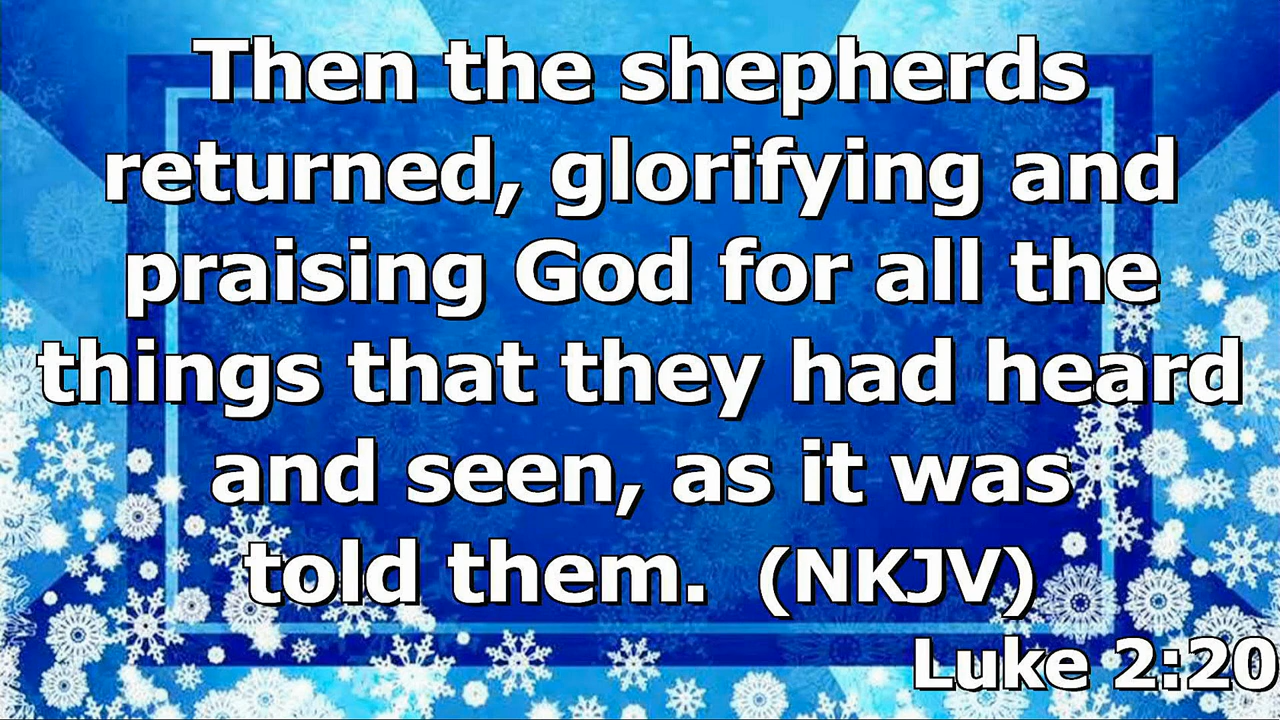 Then the shepherds
returned, glorifying and
praising God for all the
things that they had heard
and seen, as it was
told them. (NKJV)
Luke 2:20